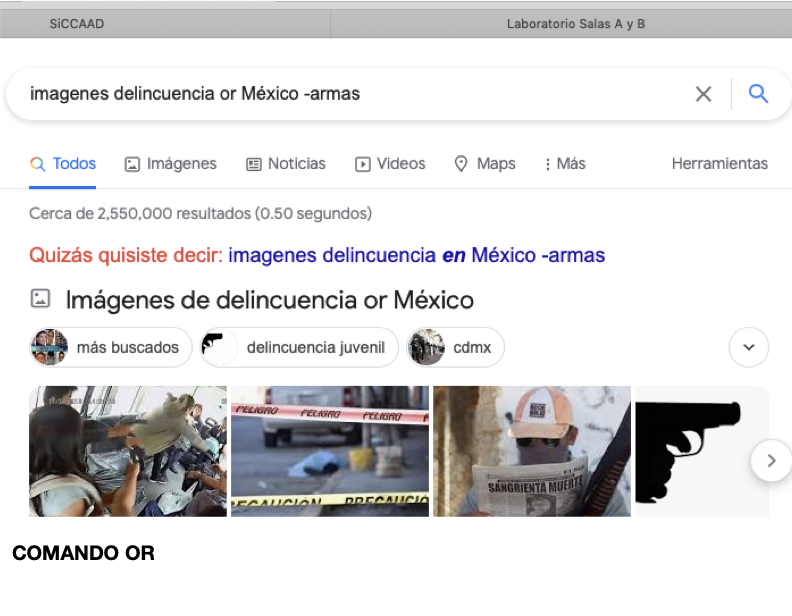 SiCCAAD
Laboratorio Salas A y B
imagenes delincuencia or México -armas
Todos
Imágenes
Noticias
Videos
Maps
Más
Herramientas
Cerca de 2,550,000 resultados (0.50 segundos)
Quizás quisiste decir: imagenes delincuencia en México -armas
Imágenes de delincuencia or México
más buscados
delincuencia juvenil
cdmx
PELIGRO PELIGRO PELIGRO
CAUCIÓN PRECAUCIÓ
SANGRIENTA MUERTE
COMANDO OR